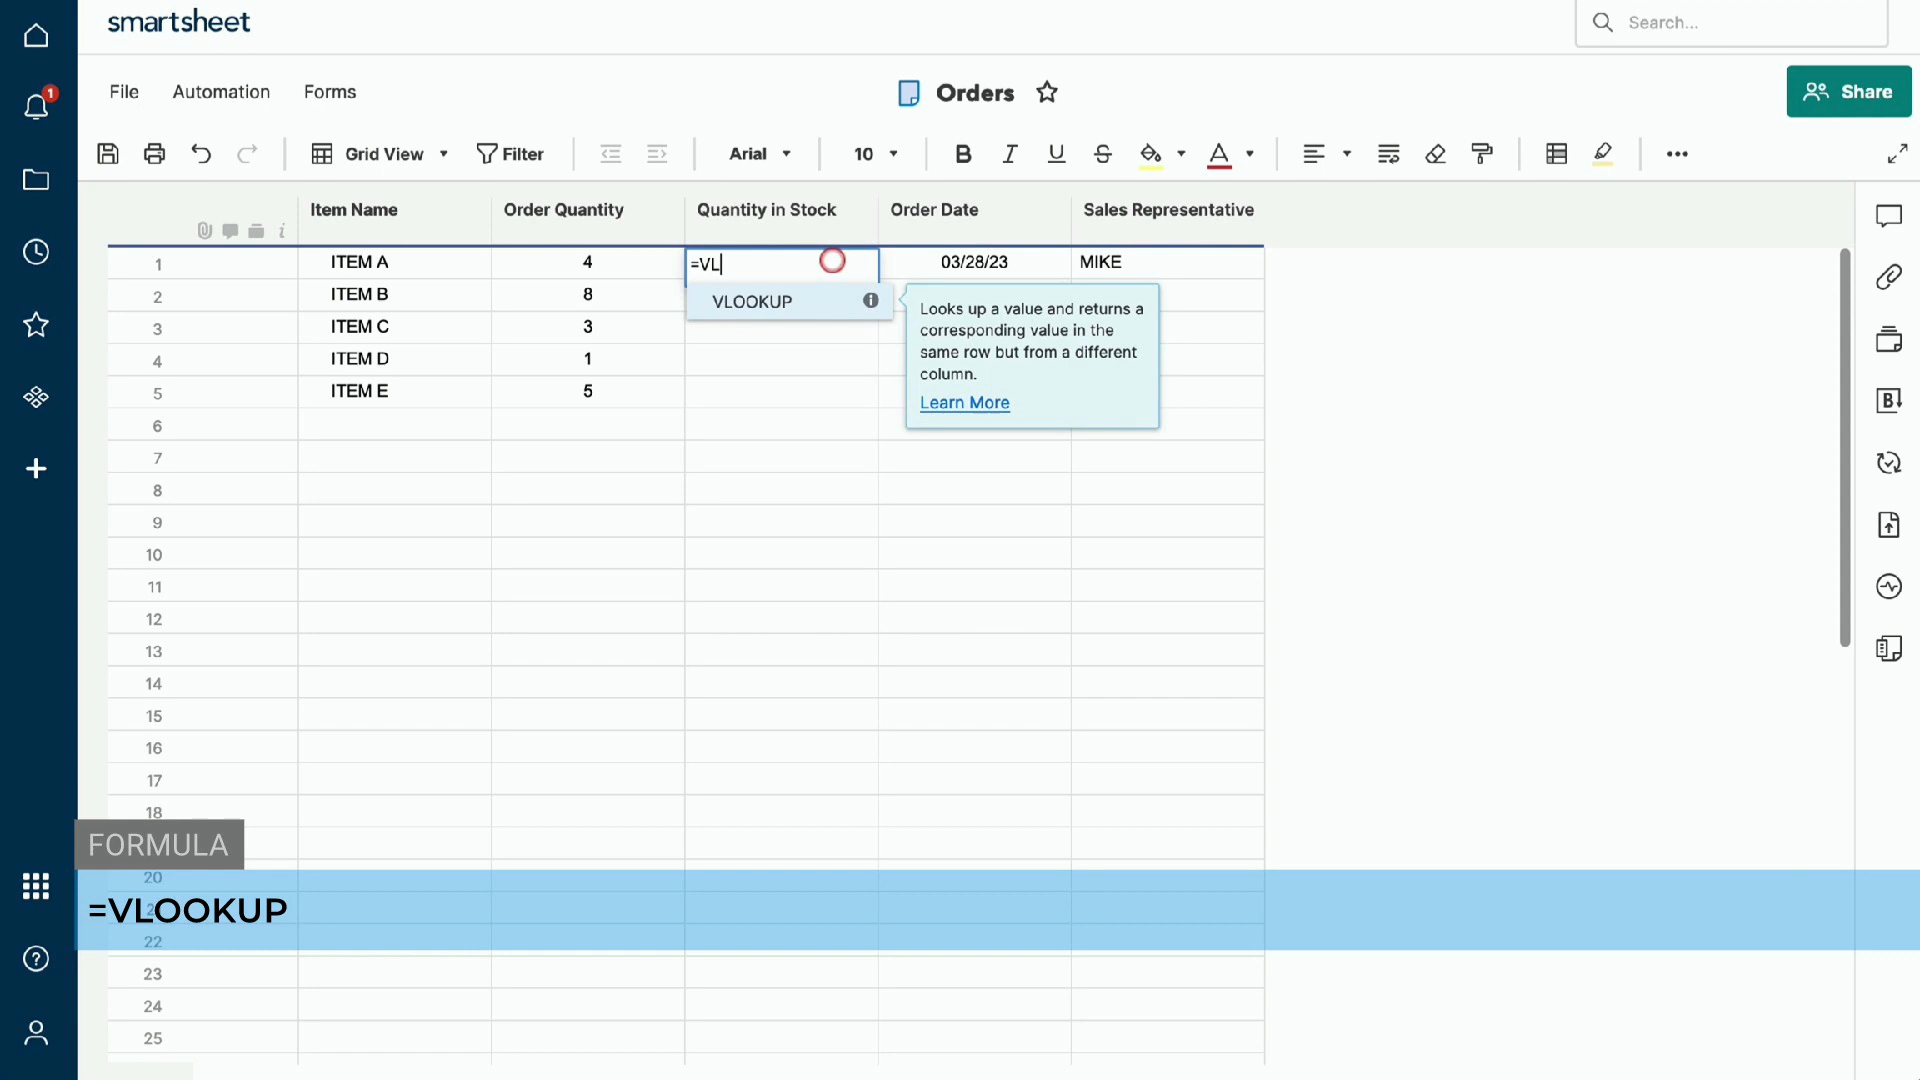 smartsheet
Search...
1
File Automation Forms
Orders
Share
Grid View Filter Arial 10 B I U S A
Item Name Order Quantity Quantity in Stock Order Date Sales Representative
1 ITEM A 4 =VL 03/28/23 MIKE
2 ITEM B 8 VLOOKUP
3 ITEM C 3
4 ITEM D 1
5 ITEM E 5
Looks up a value and returns a
corresponding value in the
same row but from a different
column.
Learn More
6
7
8
9
10
11
12
13
14
15
16
17
18
FORMULA
20
=VLOOKUP
22
23
24
25